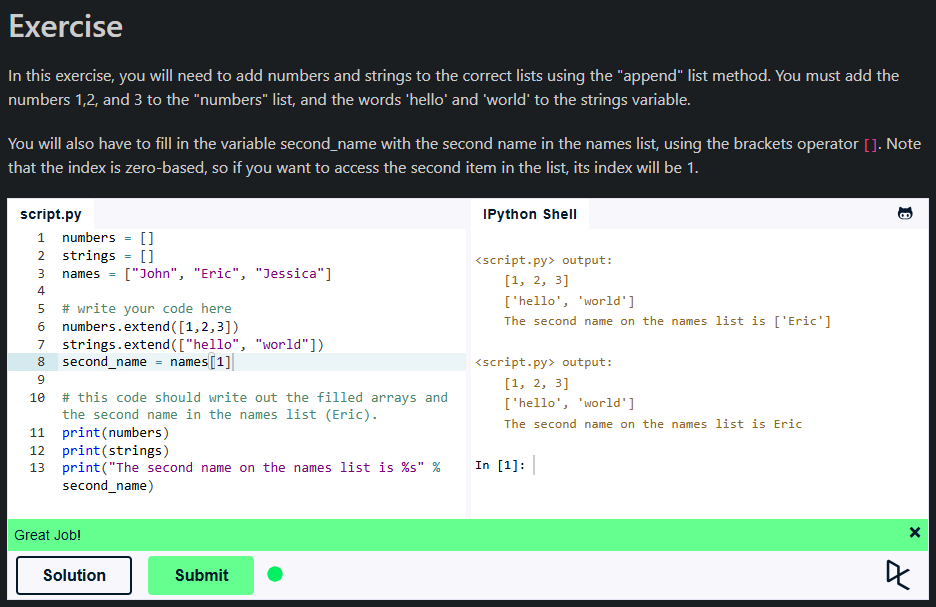 Exercise
In this exercise, you will need to add numbers and strings to the correct lists using the "append" list method. You must add the
numbers 1,2, and 3 to the "numbers" list, and the words 'hello' and 'world' to the strings variable.
You will also have to fill in the variable second_name with the second name in the names list, using the brackets operator []. Note
that the index is zero-based, so if you want to access the second item in the list, its index will be 1.
script.py
1 numbers = []
2 strings = []
3 names = ["John", "Eric", "Jessica"]
4
5 # write your code here
6 numbers.extend([1,2,3])
7 strings.extend(["hello", "world"])
8 second_name = names[1]
9
10 # this code should write out the filled arrays and
the second name in the names list (Eric).
11 print(numbers)
12 print(strings)
13 print("The second name on the names list is %s" %
second_name)
IPython Shell
<script.py> output:
[1, 2, 3]
['hello', 'world']
The second name on the names list is ['Eric']
<script.py> output:
[1, 2, 3]
['hello', 'world']
The second name on the names list is Eric
In [1]:
Great Job!
Solution
Submit